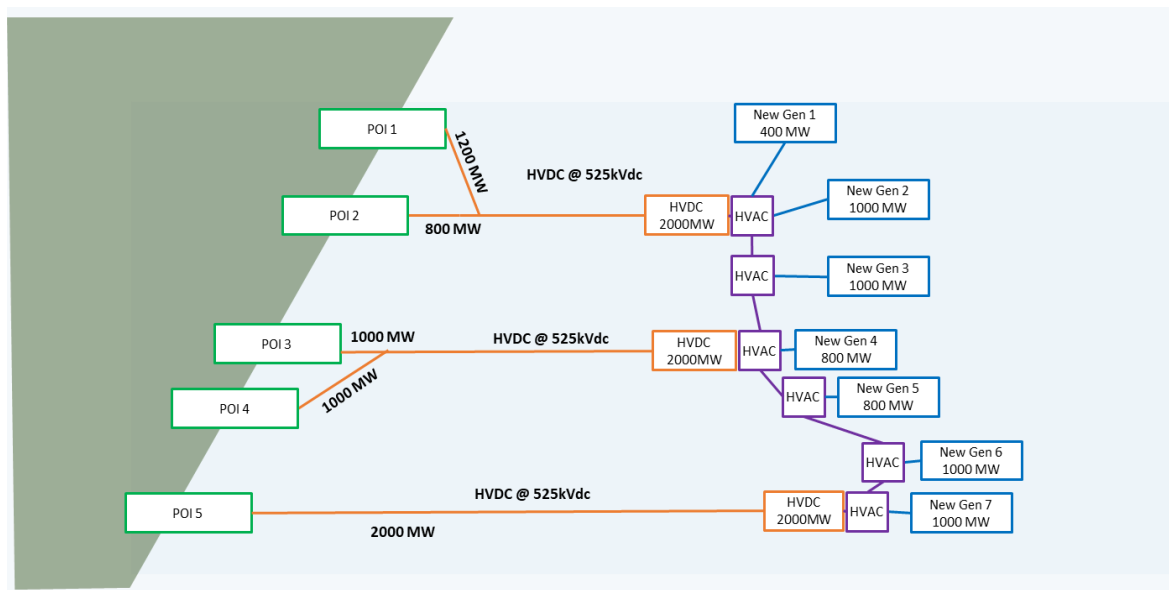 New Gen 1
400 MW
POI 1
1200 MW
HVDC @ 525kVdc
New Gen 2
1000 MW
POI 2
800 MW
HVDC
2000MW
HVAC
HVAC
New Gen 3
1000 MW
POI 3
1000 MW
HVDC @ 525kVdc
HVDC
2000MW
HVAC
New Gen 4
800 MW
POI 4
1000 MW
HVAC
New Gen 5
800 MW
HVAC
New Gen 6
1000 MW
POI 5
HVDC @ 525kVdc
2000 MW
HVDC
2000MW
HVAC
New Gen 7
1000 MW